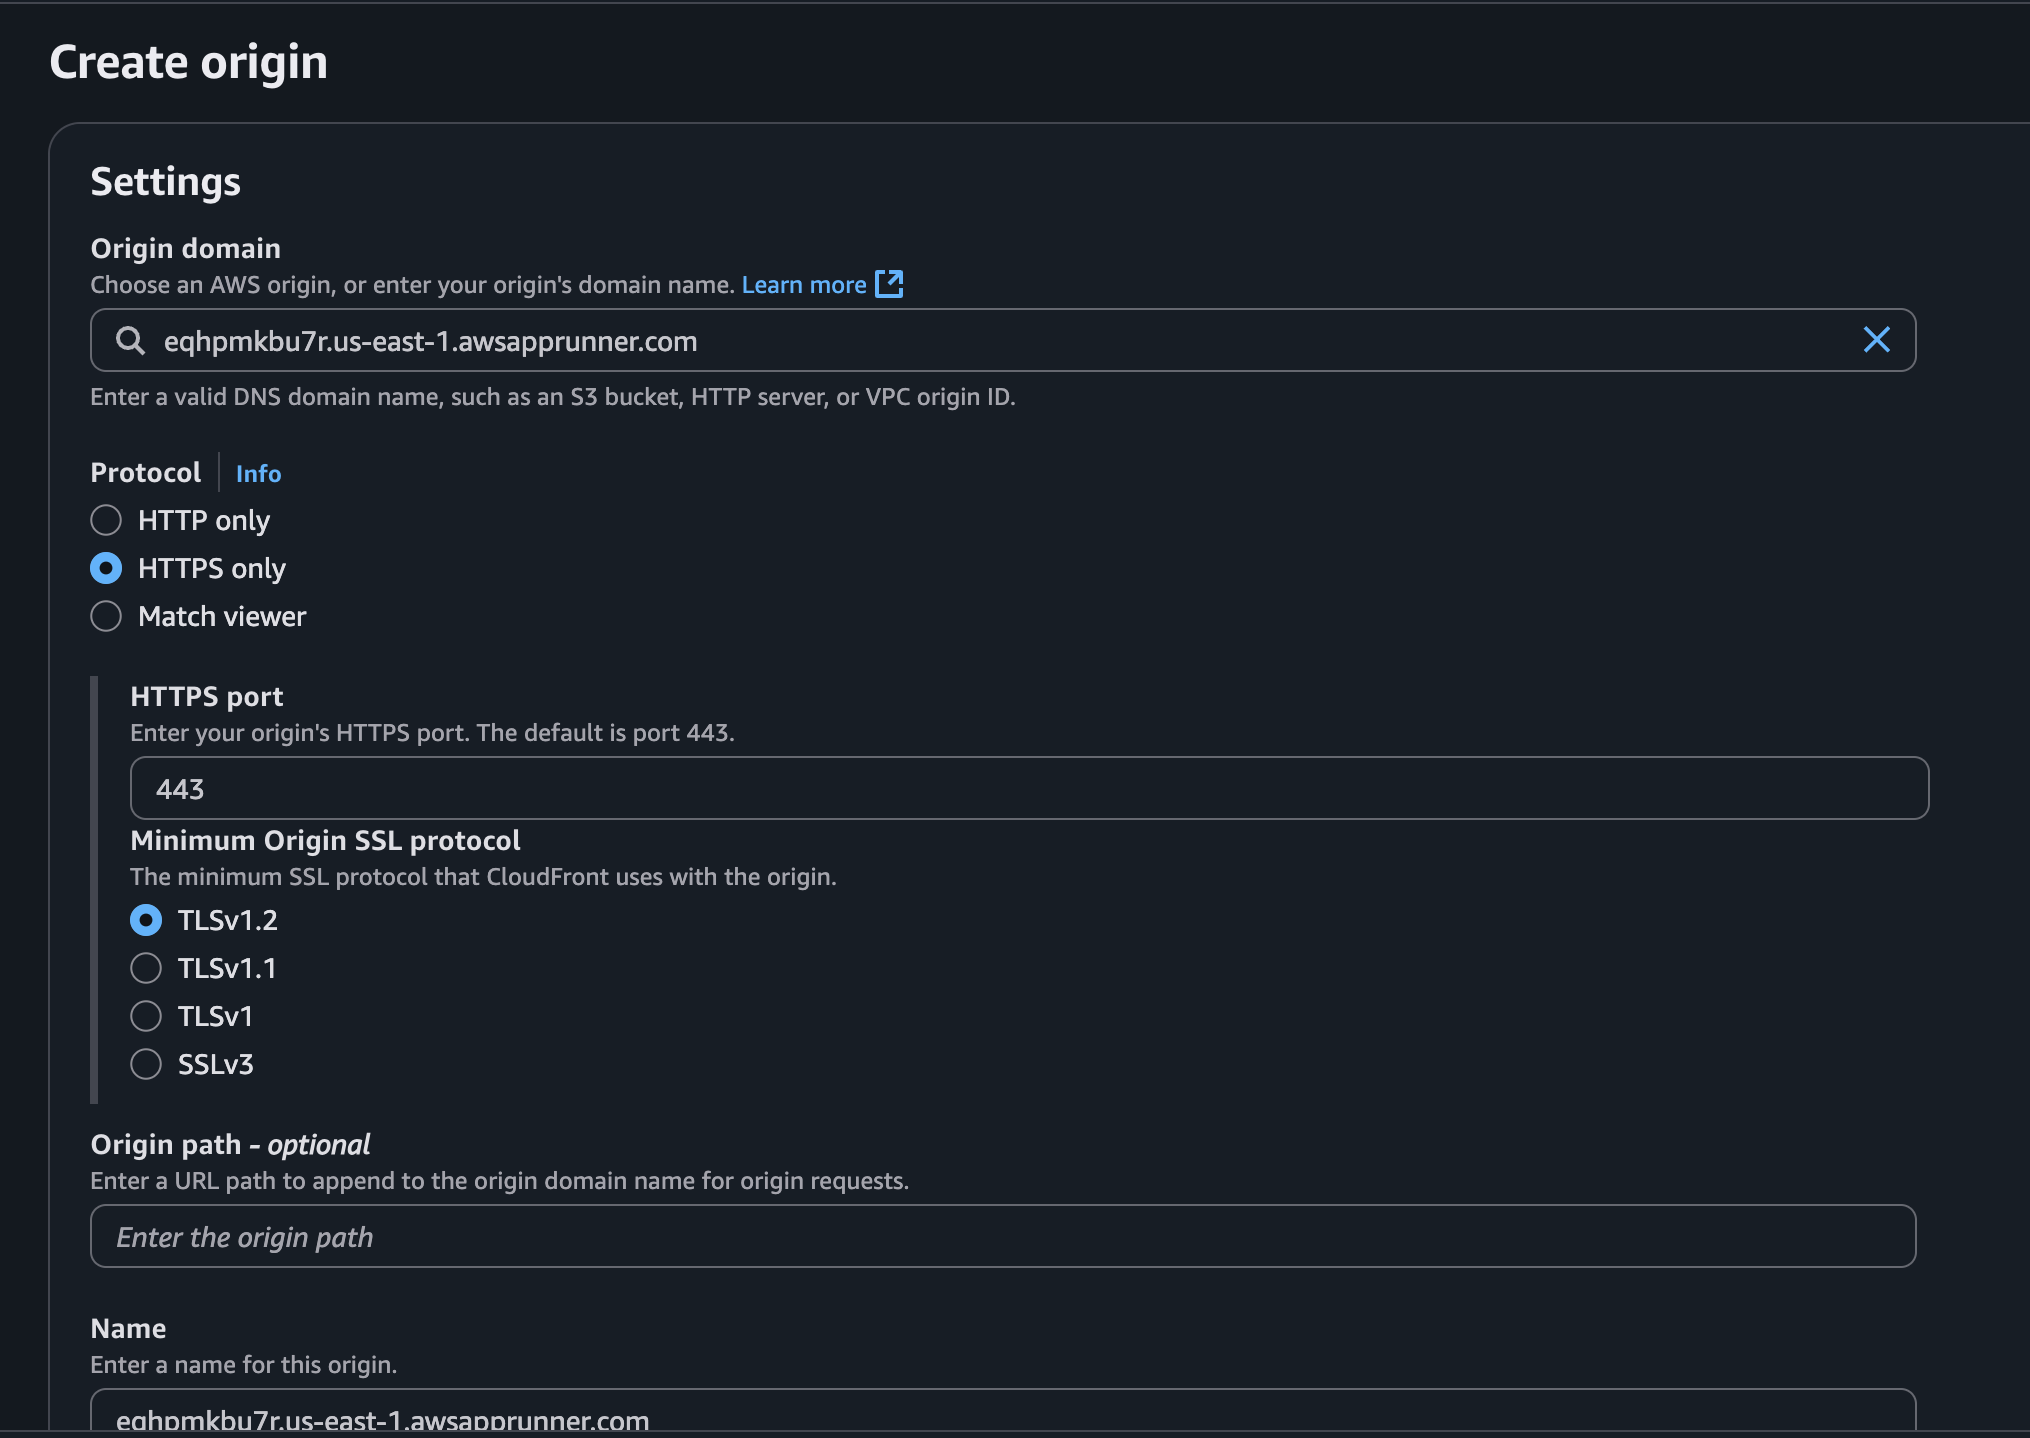 Create origin
Settings
Origin domain
Choose an AWS origin, or enter your origin's domain name. Learn more
eqhpmkbu7r.us-east-1.awsapprunner.com
Enter a valid DNS domain name, such as an S3 bucket, HTTP server, or VPC origin ID.
Protocol Info
HTTP only
HTTPS only
Match viewer
HTTPS port
Enter your origin's HTTPS port. The default is port 443.
443
Minimum Origin SSL protocol
The minimum SSL protocol that CloudFront uses with the origin.
TLSv1.2
TLSv1.1
TLSv1
SSLv3
Origin path - optional
Enter a URL path to append to the origin domain name for origin requests.
Enter the origin path
Name
Enter a name for this origin.
eqhpmkbu7r.us-east-1.awsapprunner.com